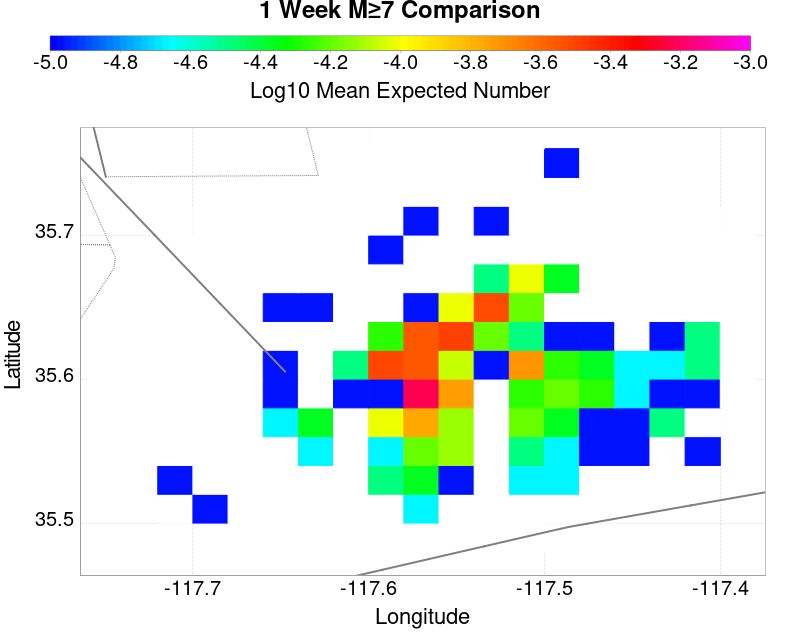 1 Week M≥7 Comparison
-5.0 -4.8 -4.6 -4.4 -4.2 -4.0 -3.8 -3.6 -3.4 -3.2 -3.0
Log10 Mean Expected Number
35.7
35.6
35.5
Latitude
-117.7 -117.6 -117.5 -117.4
Longitude